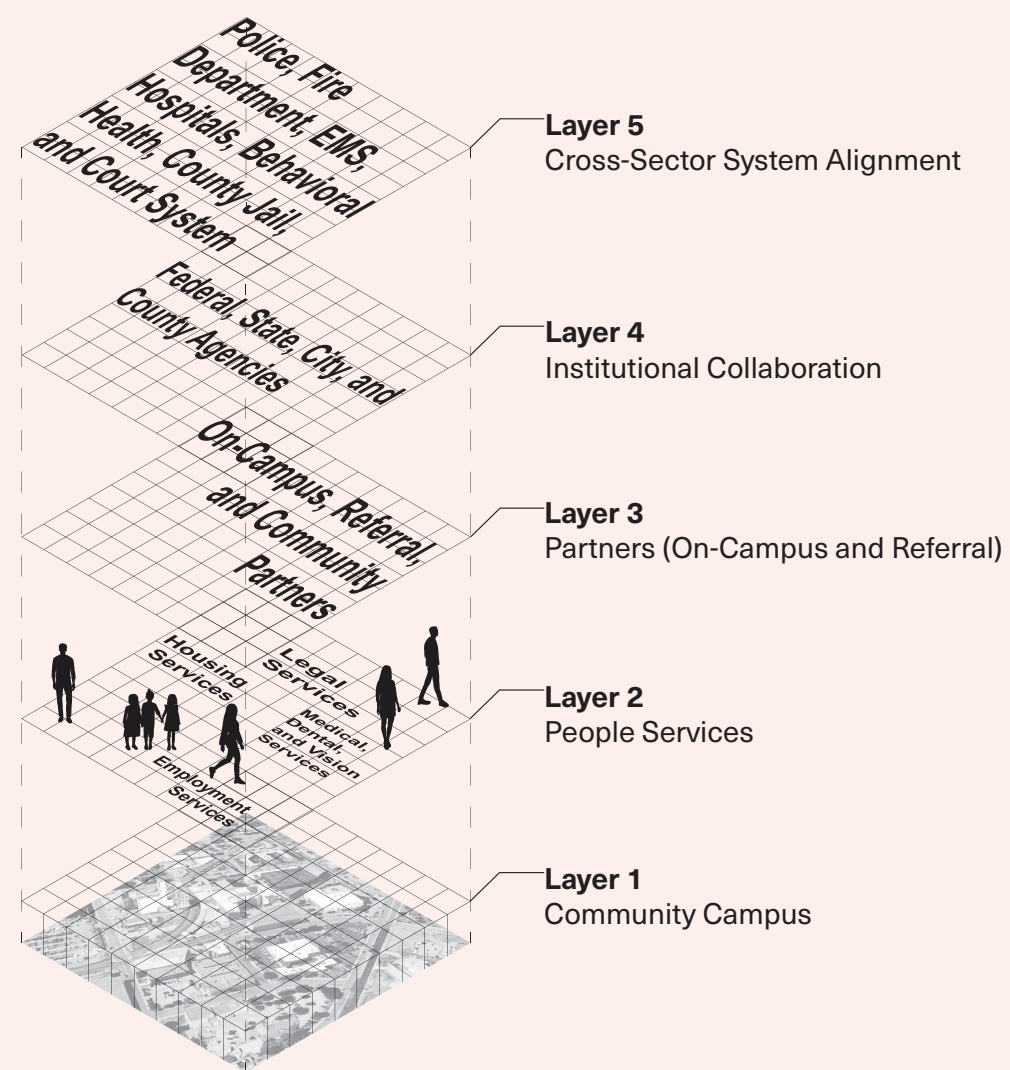 Police, Fire
Department, EMS,
Hospitals, Behavioral
Health, County Jail,
and Court System
Layer 5
Cross-Sector System Alignment
Federal, State, City, and
County Agencies
Layer 4
Institutional Collaboration
On-Campus, Referral,
and Community
Partners
Layer 3
Partners (On-Campus and Referral)
Housing
Services
Legal
Services
Medical,
Dental,
and Vision
Services
Employment
Services
Layer 2
People Services
Layer 1
Community Campus